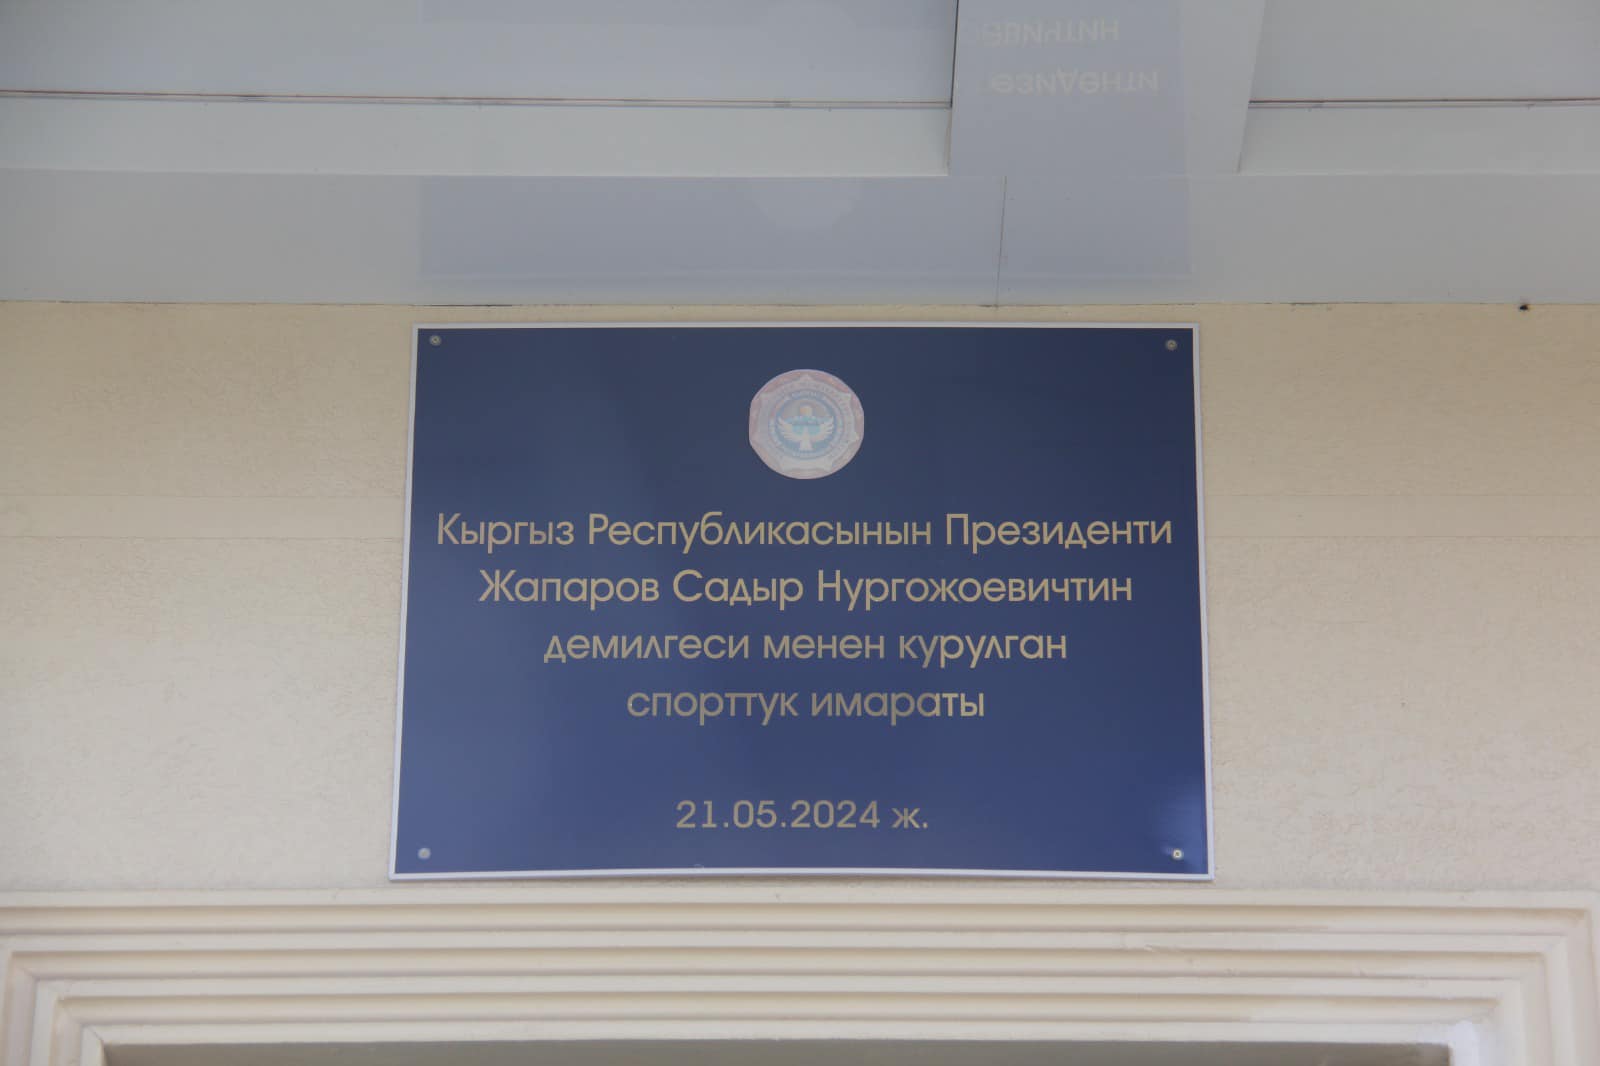 Кыргыз Республикасынын Президенти
Жапаров Садыр Нургожоевичтин
демилгеси менен курулган
спорттук имараты
21.05.2024 ж.